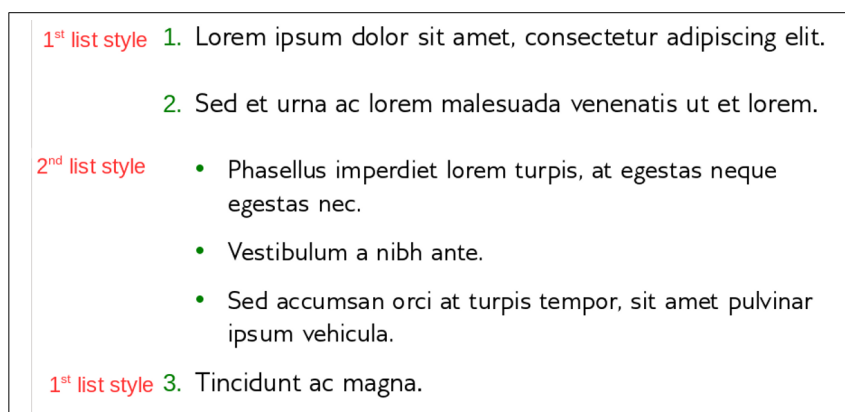 1st list style 1. Lorem ipsum dolor sit amet, consectetur adipiscing elit.
2. Sed et urna ac lorem malesuada venenatis ut et lorem.
2nd list style • Phasellus imperdiet lorem turpis, at egestas neque
egestas nec.
• Vestibulum a nibh ante.
• Sed accumsan orci at turpis tempor, sit amet pulvinar
ipsum vehicula.
1st list style 3. Tincidunt ac magna.